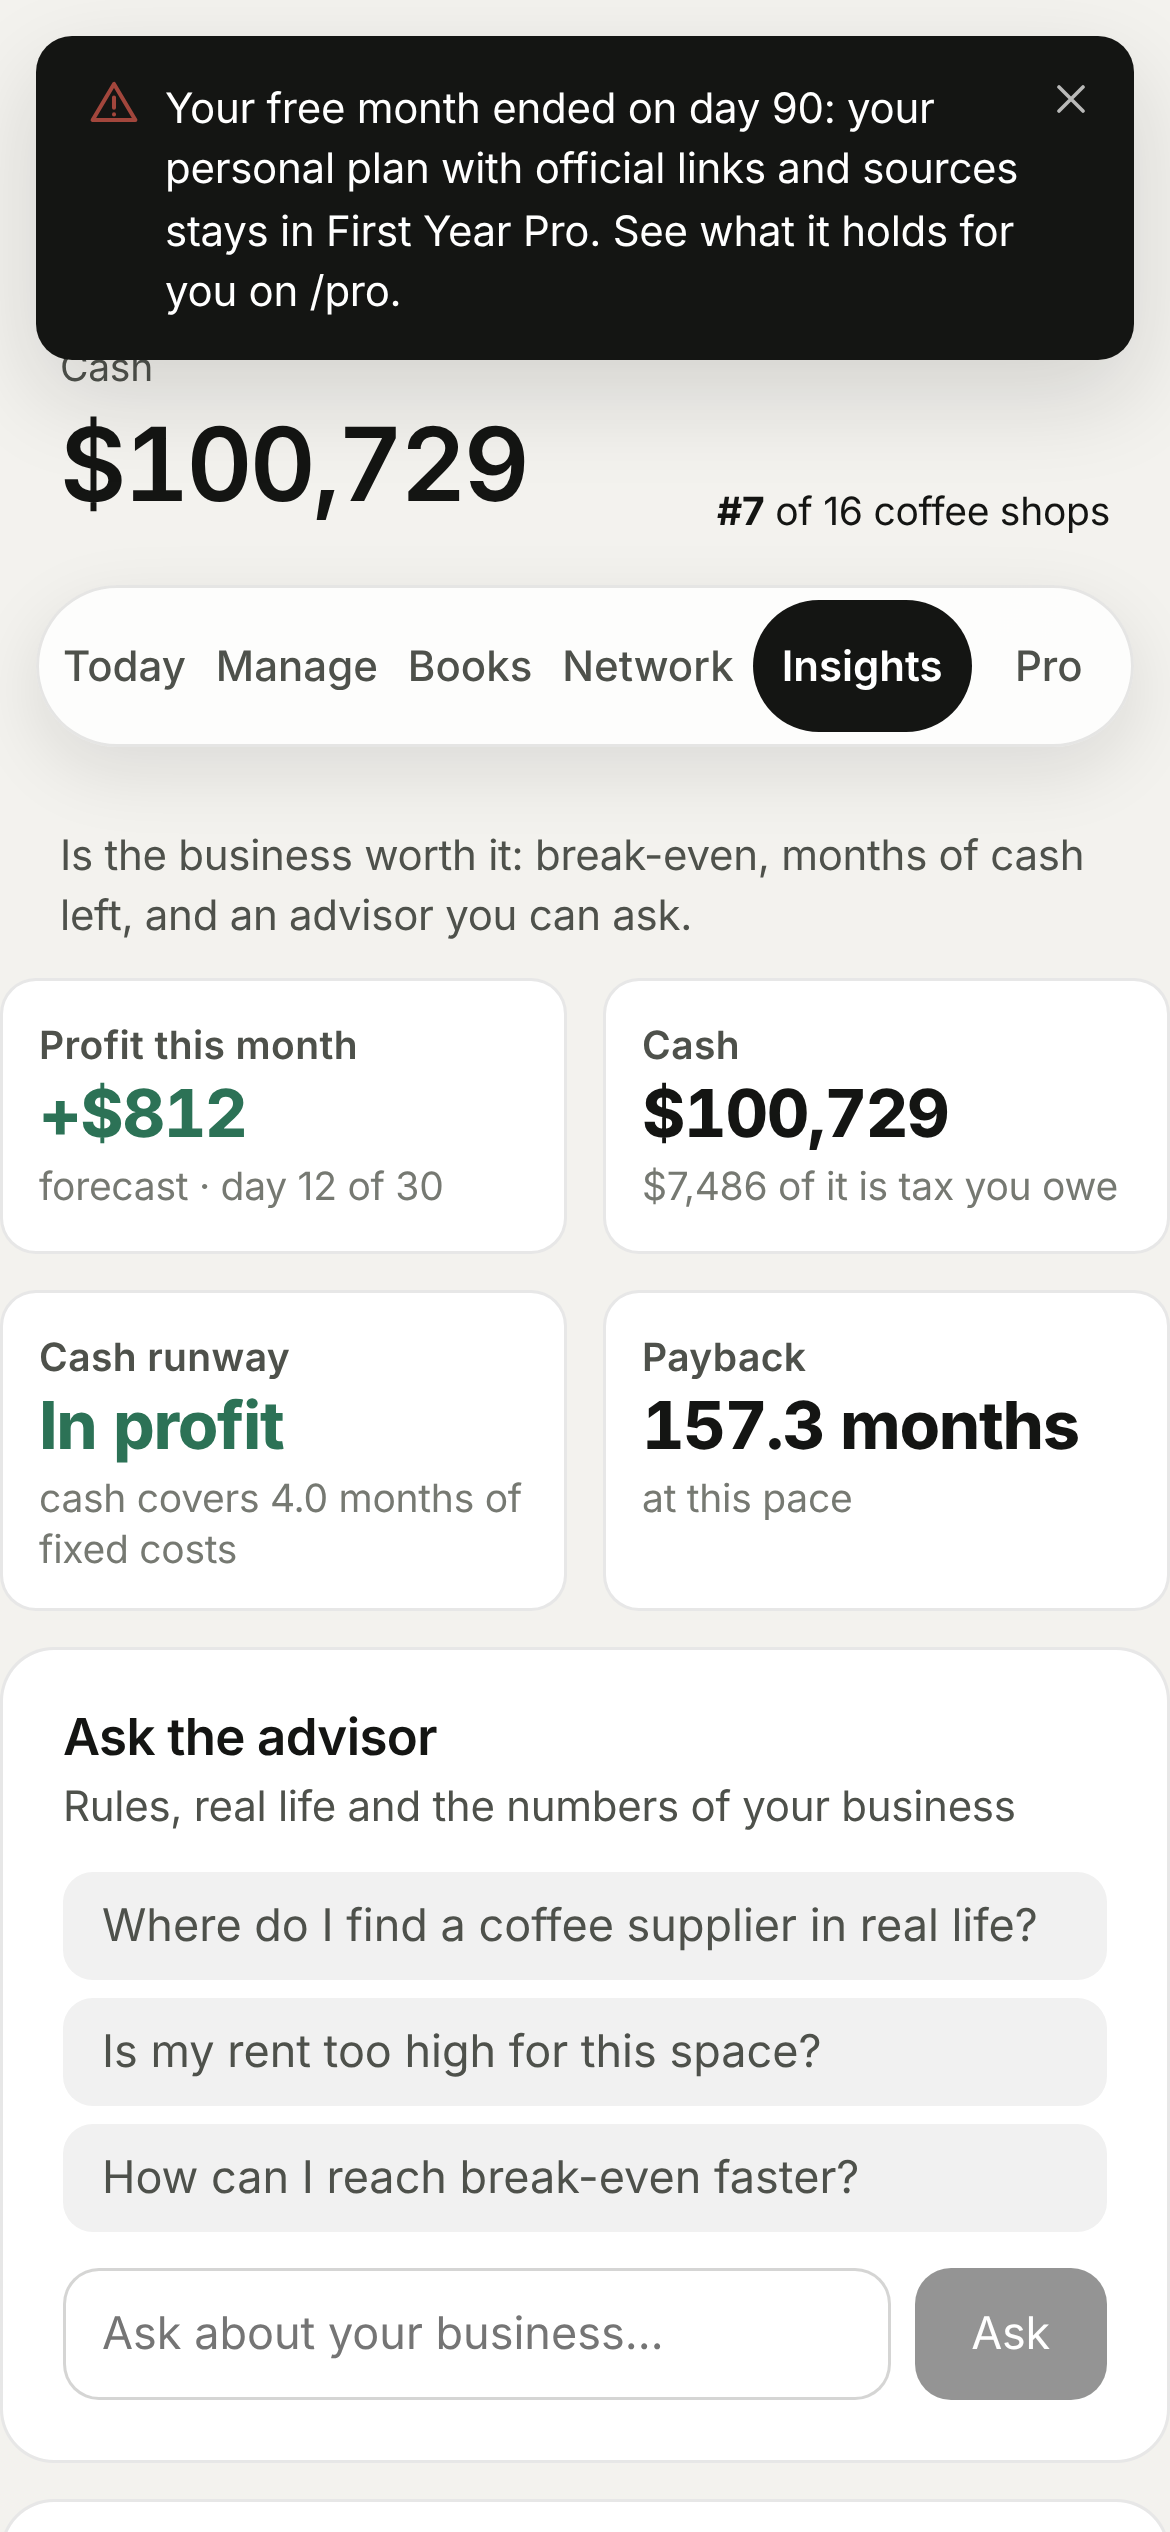 Your free month ended on day 90: your
personal plan with official links and sources
stays in First Year Pro. See what it holds for
you on /pro.
Cash
$100,729
#7 of 16 coffee shops
Today Manage Books Network Insights Pro
Is the business worth it: break-even, months of cash
left, and an advisor you can ask.
Profit this month
+$812
forecast · day 12 of 30
Cash
$100,729
$7,486 of it is tax you owe
Cash runway
In profit
cash covers 4.0 months of
fixed costs
Payback
157.3 months
at this pace
Ask the advisor
Rules, real life and the numbers of your business
Where do I find a coffee supplier in real life?
Is my rent too high for this space?
How can I reach break-even faster?
Ask about your business...
Ask